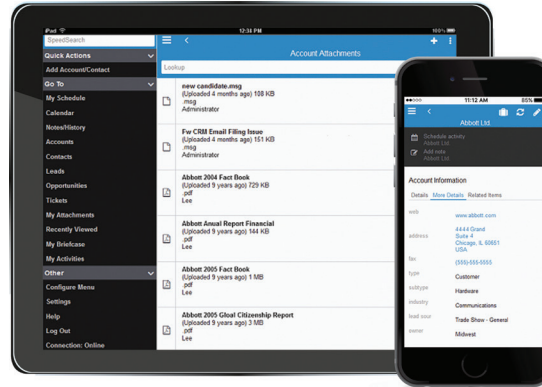 iPad
12:34 PM
100%
SpeedSearch
Quick Actions
Add Account/Contact
Go To
My Schedule
Calendar
Notes/History
Accounts
Contacts
Leads
Opportunities
Tickets
My Attachments
Recently Viewed
My Briefcase
My Activities
Other
Configure Menu
Settings
Help
Log Out
Connection: Online
Account Attachments
Lookup
new candidate.msg
(Uploaded 4 months ago) 108 KB
.msg
Administrator
Fw CRM Email Filing Issue
(Uploaded 4 months ago) 151 KB
.msg
Administrator
Abbott 2004 Fact Book
(Uploaded 9 years ago) 729 KB
.pdf
Lee
Abbott Anual Report Financial
(Uploaded 9 years ago) 144 KB
.pdf
Lee
Abbott 2005 Fact Book
(Uploaded 9 years ago) 1 MB
.pdf
Lee
Abbott 2005 Gloal Citizenship Report
(Uploaded 9 years ago) 3 MB
.pdf
Lee
11:12 AM
85%
Abbott Ltd.
Schedule activity
Abbott Ltd.
Add note
Abbott Ltd.
Account Information
Details More Details Related Items
web
www.abbott.com
address
4444 Grand
Suite 4
Chicago, IL 60651
USA
fax
(555)-555-5555
type
Customer
subtype
Hardware
industry
Communications
lead sour
Trade Show - General
owner
Midwest